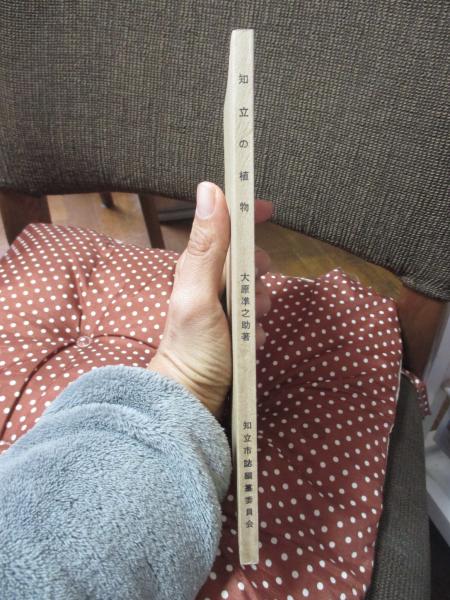 知立の植物
大原準之助著
知立市誌編纂委員会